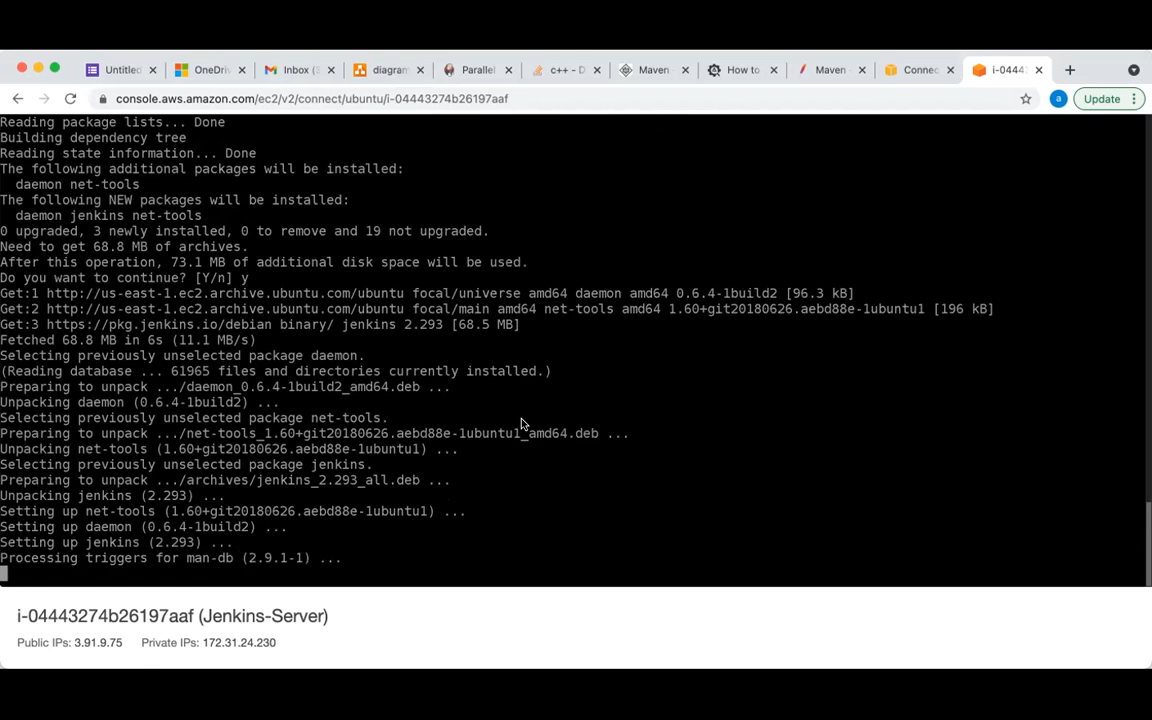 Untitled
OneDriv
Inbox (
diagram
Parallel
c++ - D
Maven
How to
Maven
Connec
i-0444
console.aws.amazon.com/ec2/v2/connect/ubuntu/i-04443274b26197aaf
a
Update
Reading package lists... Done
Building dependency tree
Reading state information... Done
The following additional packages will be installed:
daemon net-tools
The following NEW packages will be installed:
daemon jenkins net-tools
0 upgraded, 3 newly installed, 0 to remove and 19 not upgraded.
Need to get 68.8 MB of archives.
After this operation, 73.1 MB of additional disk space will be used.
Do you want to continue? [Y/n] y
Get:1 http://us-east-1.ec2.archive.ubuntu.com/ubuntu focal/universe amd64 daemon amd64 0.6.4-1build2 [96.3 kB]
Get:2 http://us-east-1.ec2.archive.ubuntu.com/ubuntu focal/main amd64 net-tools amd64 1.60+git20180626.aebd88e-1ubuntu1 [196 kB]
Get:3 https://pkg.jenkins.io/debian binary/ jenkins 2.293 [68.5 MB]
Fetched 68.8 MB in 6s (11.1 MB/s)
Selecting previously unselected package daemon.
(Reading database ... 61965 files and directories currently installed.)
Preparing to unpack .../daemon_0.6.4-1build2_amd64.deb ...
Unpacking daemon (0.6.4-1build2) ...
Selecting previously unselected package net-tools.
Preparing to unpack .../net-tools_1.60+git20180626.aebd88e-1ubuntu1_amd64.deb ...
Unpacking net-tools (1.60+git20180626.aebd88e-1ubuntu1) ...
Selecting previously unselected package jenkins.
Preparing to unpack .../archives/jenkins_2.293_all.deb ...
Unpacking jenkins (2.293) ...
Setting up net-tools (1.60+git20180626.aebd88e-1ubuntu1) ...
Setting up daemon (0.6.4-1build2) ...
Setting up jenkins (2.293) ...
Processing triggers for man-db (2.9.1-1) ...
i-04443274b26197aaf (Jenkins-Server)
Public IPs: 3.91.9.75 Private IPs: 172.31.24.230